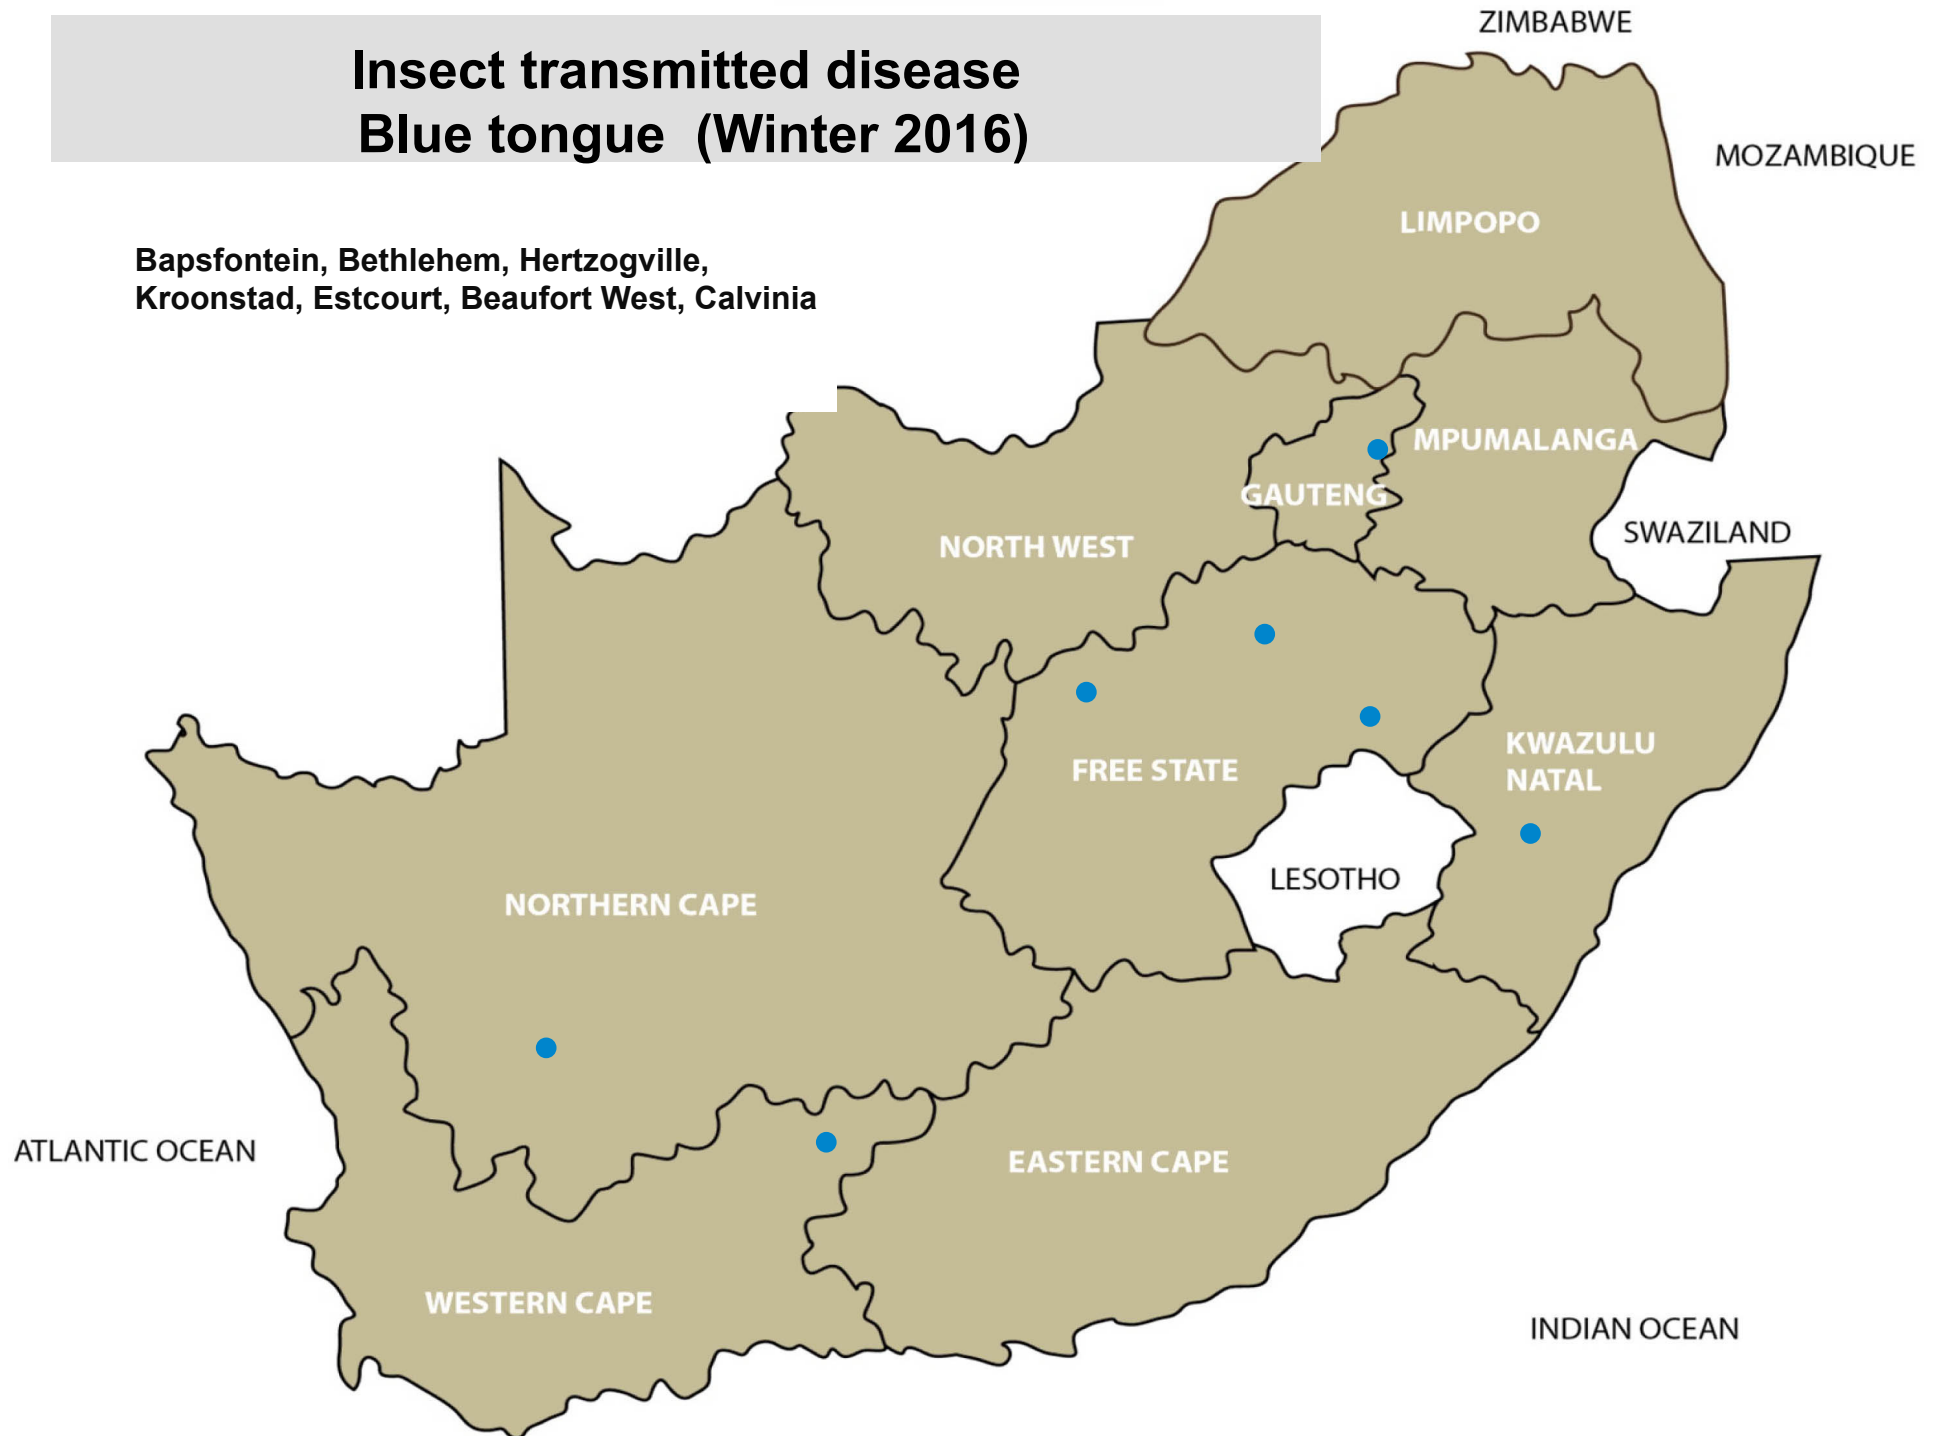 Insect transmitted disease
Blue tongue (Winter 2016)
Bapsfontein, Bethlehem, Hertzogville,
Kroonstad, Estcourt, Beaufort West, Calvinia
ZIMBABWE
MOZAMBIQUE
LIMPOPO
MPUMALANGA
GAUTENG
SWAZILAND
NORTH WEST
KWAZULU
NATAL
FREE STATE
LESOTHO
NORTHERN CAPE
ATLANTIC OCEAN
EASTERN CAPE
WESTERN CAPE
INDIAN OCEAN